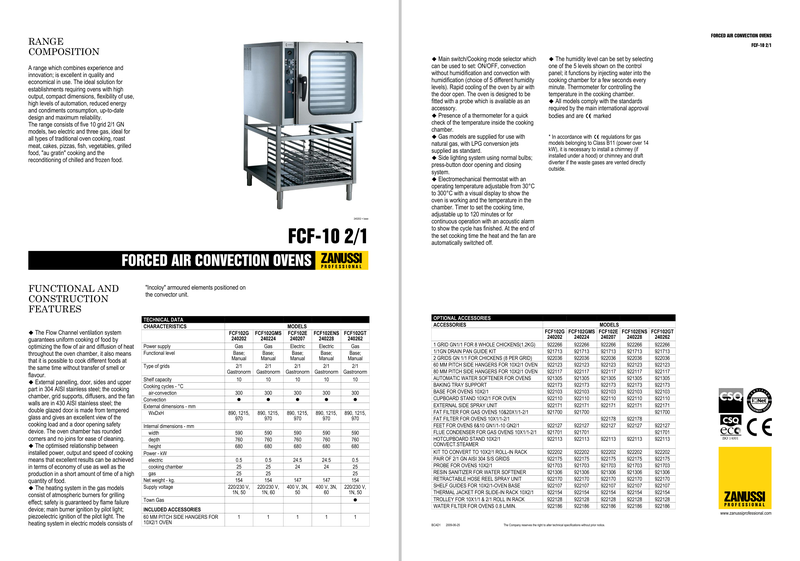 RANGE
COMPOSITION
A range which combines experience and
innovation; is excellent in quality and
economical in use. The ideal solution for
establishments requiring ovens with high
output, compact dimensions, flexibility of use,
high levels of automation, reduced energy
and condiments consumption, up-to-date
design and maximum reliability.
The range consists of five 10 grid 2/1 GN
models, two electric and three gas, ideal for
all types of traditional oven cooking, roast
meat, cakes, pizzas, fish, vegetables, grilled
food, "au gratin" cooking and the
reconditioning of chilled and frozen food.
FCF-10 2/1
FORCED AIR CONVECTION OVENS
ZANUSSI
PROFESSIONAL
FUNCTIONAL AND
CONSTRUCTION
FEATURES
◆ The Flow Channel ventilation system
guarantees uniform cooking of food by
optimizing the flow of air and diffusion of heat
throughout the oven chamber, it also means
that it is possible to cook different foods at
the same time without transfer of smell or
flavour.
◆ External panelling, door, sides and upper
part in 304 AISI stainless steel; the cooking
chamber, grid supports, diffusers, and the fan
walls are in 430 AISI stainless steel; the
double glazed door is made from tempered
glass and gives an excellent view of the
cooking load and a door opening safety
device. The oven chamber has rounded
corners and no joins for ease of cleaning.
◆ The optimised relationship between
installed power, output and speed of cooking
means that excellent results can be achieved
in terms of economy of use as well as the
production in a short amount of time of a high
quantity of food.
◆ The heating system in the gas models
consist of atmospheric burners for grilling
effect; safety is guaranteed by flame failure
device; main burner ignition by pilot light;
piezoelectric ignition of the pilot light. The
heating system in electric models consists of
"Incoloy" armoured elements positioned on
the convector unit.
TECHNICAL DATA
CHARACTERISTICS MODELS
FCF102G FCF102GMS FCF102E FCF102ENS FCF102GT
240202 240224 240207 240228 240262
Power supply Gas Gas Electric Electric Gas
Functional level Base; Base; Base; Base; Base;
Manual Manual Manual Manual Manual
Type of grids 2/1 2/1 2/1 2/1 2/1
Gastronorm Gastronorm Gastronorm Gastronorm Gastronorm
Shelf capacity 10 10 10 10 10
Cooking cycles - °C
air-convection 300 300 300 300 300
Convection ● ● ● ● ●
External dimensions - mm
WxDxH 890, 1215, 890, 1215, 890, 1215, 890, 1215, 890, 1215,
970 970 970 970 970
Internal dimensions - mm
width 590 590 590 590 590
depth 760 760 760 760 760
height 680 680 680 680 680
Power - kW
electric 0.5 0.5 24.5 24.5 0.5
cooking chamber 25 25 24 24 25
gas 25 25 25
Net weight - kg. 154 154 147 147 154
Supply voltage 220/230 V, 220/230 V, 400 V, 3N, 400 V, 3N, 220/230 V,
1N, 50 1N, 60 50 60 1N, 50
Town Gas ●
INCLUDED ACCESSORIES
60 MM PITCH SIDE HANGERS FOR 1 1 1 1 1
10X2/1 OVEN
FORCED AIR CONVECTION OVENS
FCF-10 2/1
◆ Main switch/Cooking mode selector which
can be used to set: ON/OFF, convection
without humidification and convection with
humidification (choice of 5 different humidity
levels). Rapid cooling of the oven by air with
the door open. The oven is designed to be
fitted with a probe which is available as an
accessory.
◆ Presence of a thermometer for a quick
check of the temperature inside the cooking
chamber.
◆ Gas models are supplied for use with
natural gas, with LPG conversion jets
supplied as standard.
◆ Side lighting system using normal bulbs;
press-button door opening and closing
system.
◆ Electromechanical thermostat with an
operating temperature adjustable from 30°C
to 300°C with a visual display to show the
oven is working and the temperature in the
chamber. Timer to set the cooking time,
adjustable up to 120 minutes or for
continuous operation with an acoustic alarm
to show the cycle has finished. At the end of
the set cooking time the heat and the fan are
automatically switched off.
◆ The humidity level can be set by selecting
one of the 5 levels shown on the control
panel; it functions by injecting water into the
cooking chamber for a few seconds every
minute. Thermometer for controlling the
temperature in the cooking chamber.
◆ All models comply with the standards
required by the main international approval
bodies and are CE marked
* In accordance with CE regulations for gas
models belonging to Class B11 (power over 14
kW), it is necessary to install a chimney (if
installed under a hood) or chimney and draft
diverter if the waste gases are vented directly
outside.
OPTIONAL ACCESSORIES
ACCESSORIES MODELS
FCF102G FCF102GMS FCF102E FCF102ENS FCF102GT
240202 240224 240207 240228 240262
1 GRID GN1/1 FOR 8 WHOLE CHICKENS(1.2KG) 922266 922266 922266 922266 922266
1/1GN DRAIN PAN GUIDE KIT 921713 921713 921713 921713 921713
2 GRIDS GN 1/1 FOR CHICKENS (8 PER GRID) 922036 922036 922036 922036 922036
60 MM PITCH SIDE HANGERS FOR 10X2/1 OVEN 922123 922123 922123 922123 922123
80 MM PITCH SIDE HANGERS FOR 10X2/1 OVEN 922117 922117 922117 922117 922117
AUTOMATIC WATER SOFTENER FOR OVENS 921305 921305 921305 921305 921305
BAKING TRAY SUPPORT 922173 922173 922173 922173 922173
BASE FOR OVENS 10X2/1 922103 922103 922103 922103 922103
CUPBOARD STAND 10X2/1 FOR OVEN 922110 922110 922110 922110 922110
EXTERNAL SIDE SPRAY UNIT 922171 922171 922171 922171 922171
FAT FILTER FOR GAS OVENS 10&20X1/1-2/1 921700 921700 921700
FAT FILTER FOR OVENS 10X1/1-2/1 922178 922178
FEET FOR OVENS 6&10 GN1/1-10 GN2/1 922127 922127 922127 922127 922127
FLUE CONDENSER FOR GAS OVENS 10X1/1-2/1 921701 921701 921701
HOTCUPBOARD STAND 10X2/1 922113 922113 922113 922113 922113
CONVECT.STEAMER
KIT TO CONVERT TO 10X2/1 ROLL-IN RACK 922202 922202 922202 922202 922202
PAIR OF 2/1 GN AISI 304 S/S GRIDS 922175 922175 922175 922175 922175
PROBE FOR OVENS 10X2/1 921703 921703 921703 921703 921703
RESIN SANITIZER FOR WATER SOFTENER 921306 921306 921306 921306 921306
RETRACTABLE HOSE REEL SPRAY UNIT 922170 922170 922170 922170 922170
SHELF GUIDES FOR 10X2/1-OVEN BASE 922107 922107 922107 922107 922107
THERMAL JACKET FOR SLIDE-IN RACK 10X2/1 922154 922154 922154 922154 922154
TROLLEY FOR 10X1/1 & 2/1 ROLL IN RACK 922128 922128 922128 922128 922128
WATER FILTER FOR OVENS 0.8 L/MIN. 922186 922186 922186 922186 922186
The Company reserves the right to alter technical specifications without prior notice.
CSQ
CSQ
eco
CE
ZANUSSI
PROFESSIONAL
www.zanussiprofessional.com